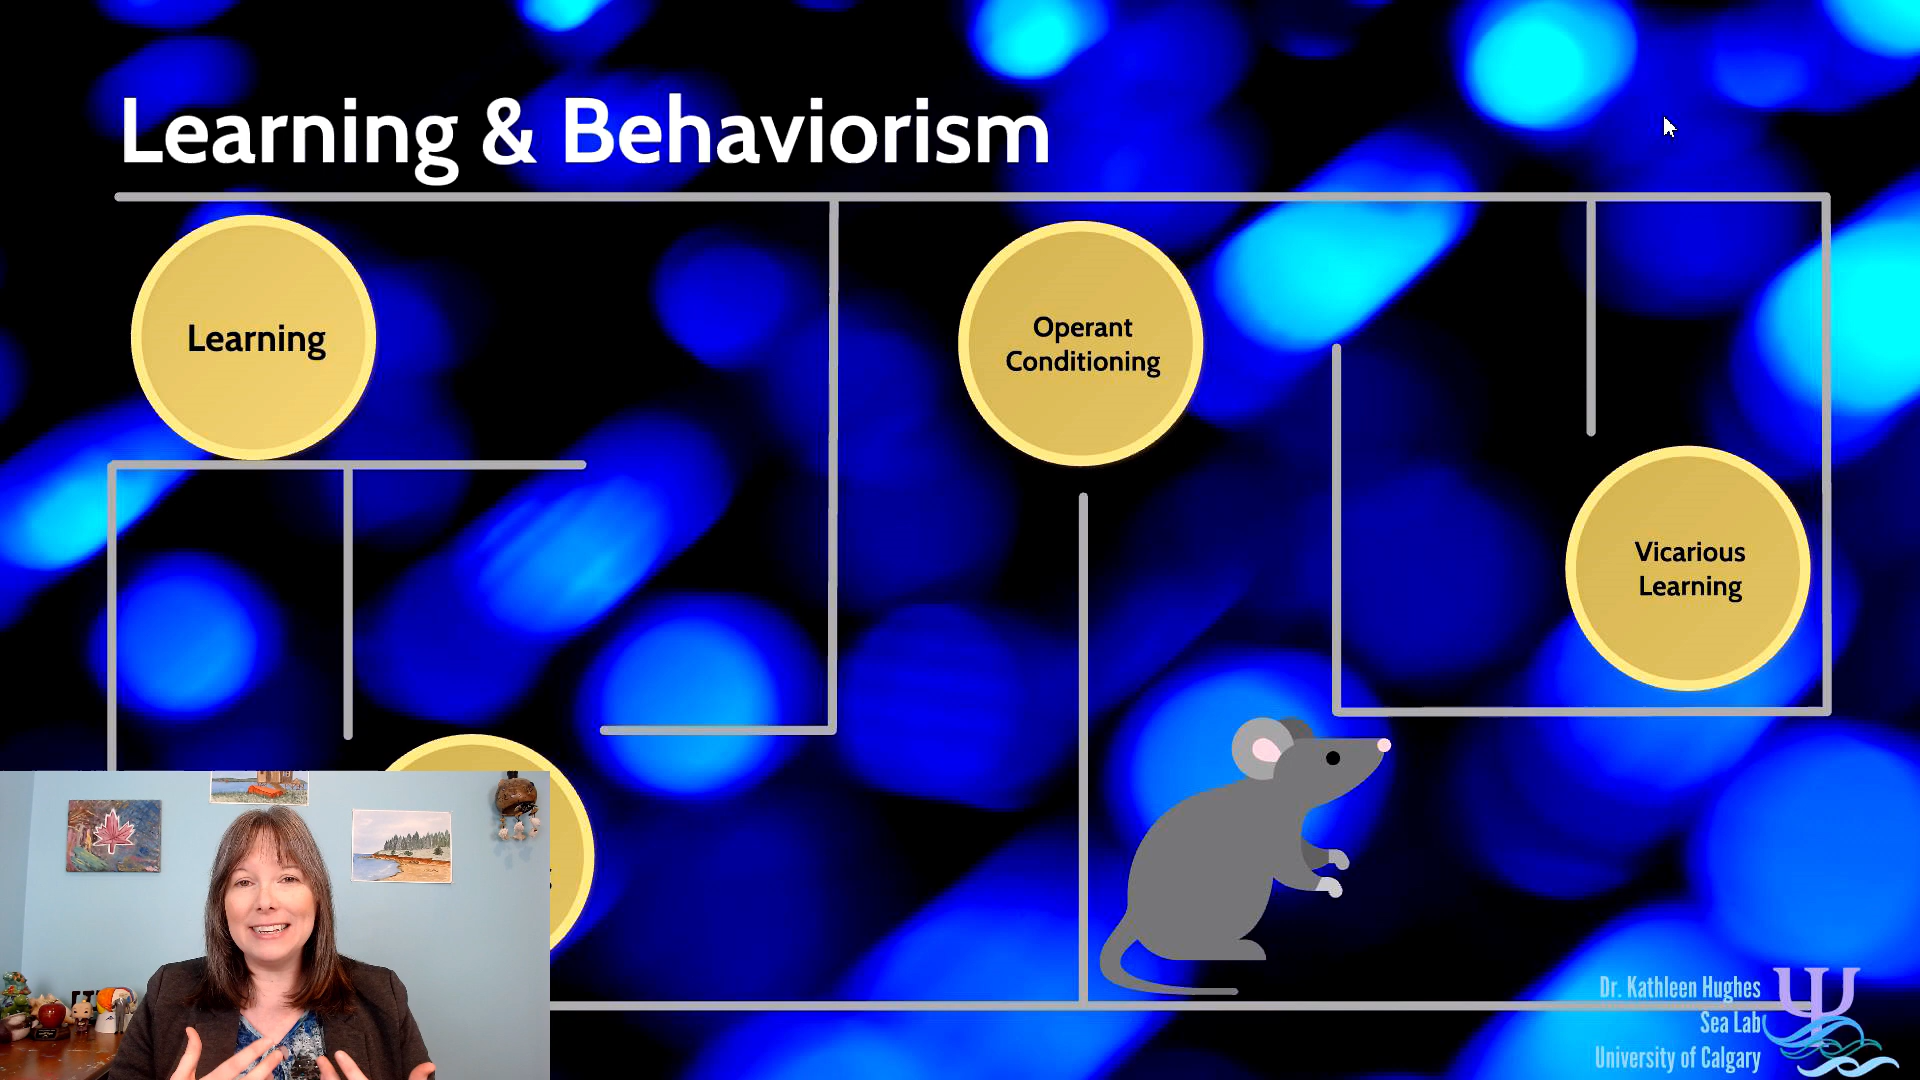 Learning & Behaviorism
Learning
Operant
Conditioning
Vicarious
Learning
Dr. Kathleen Hughes
Sea Lab
University of Calgary